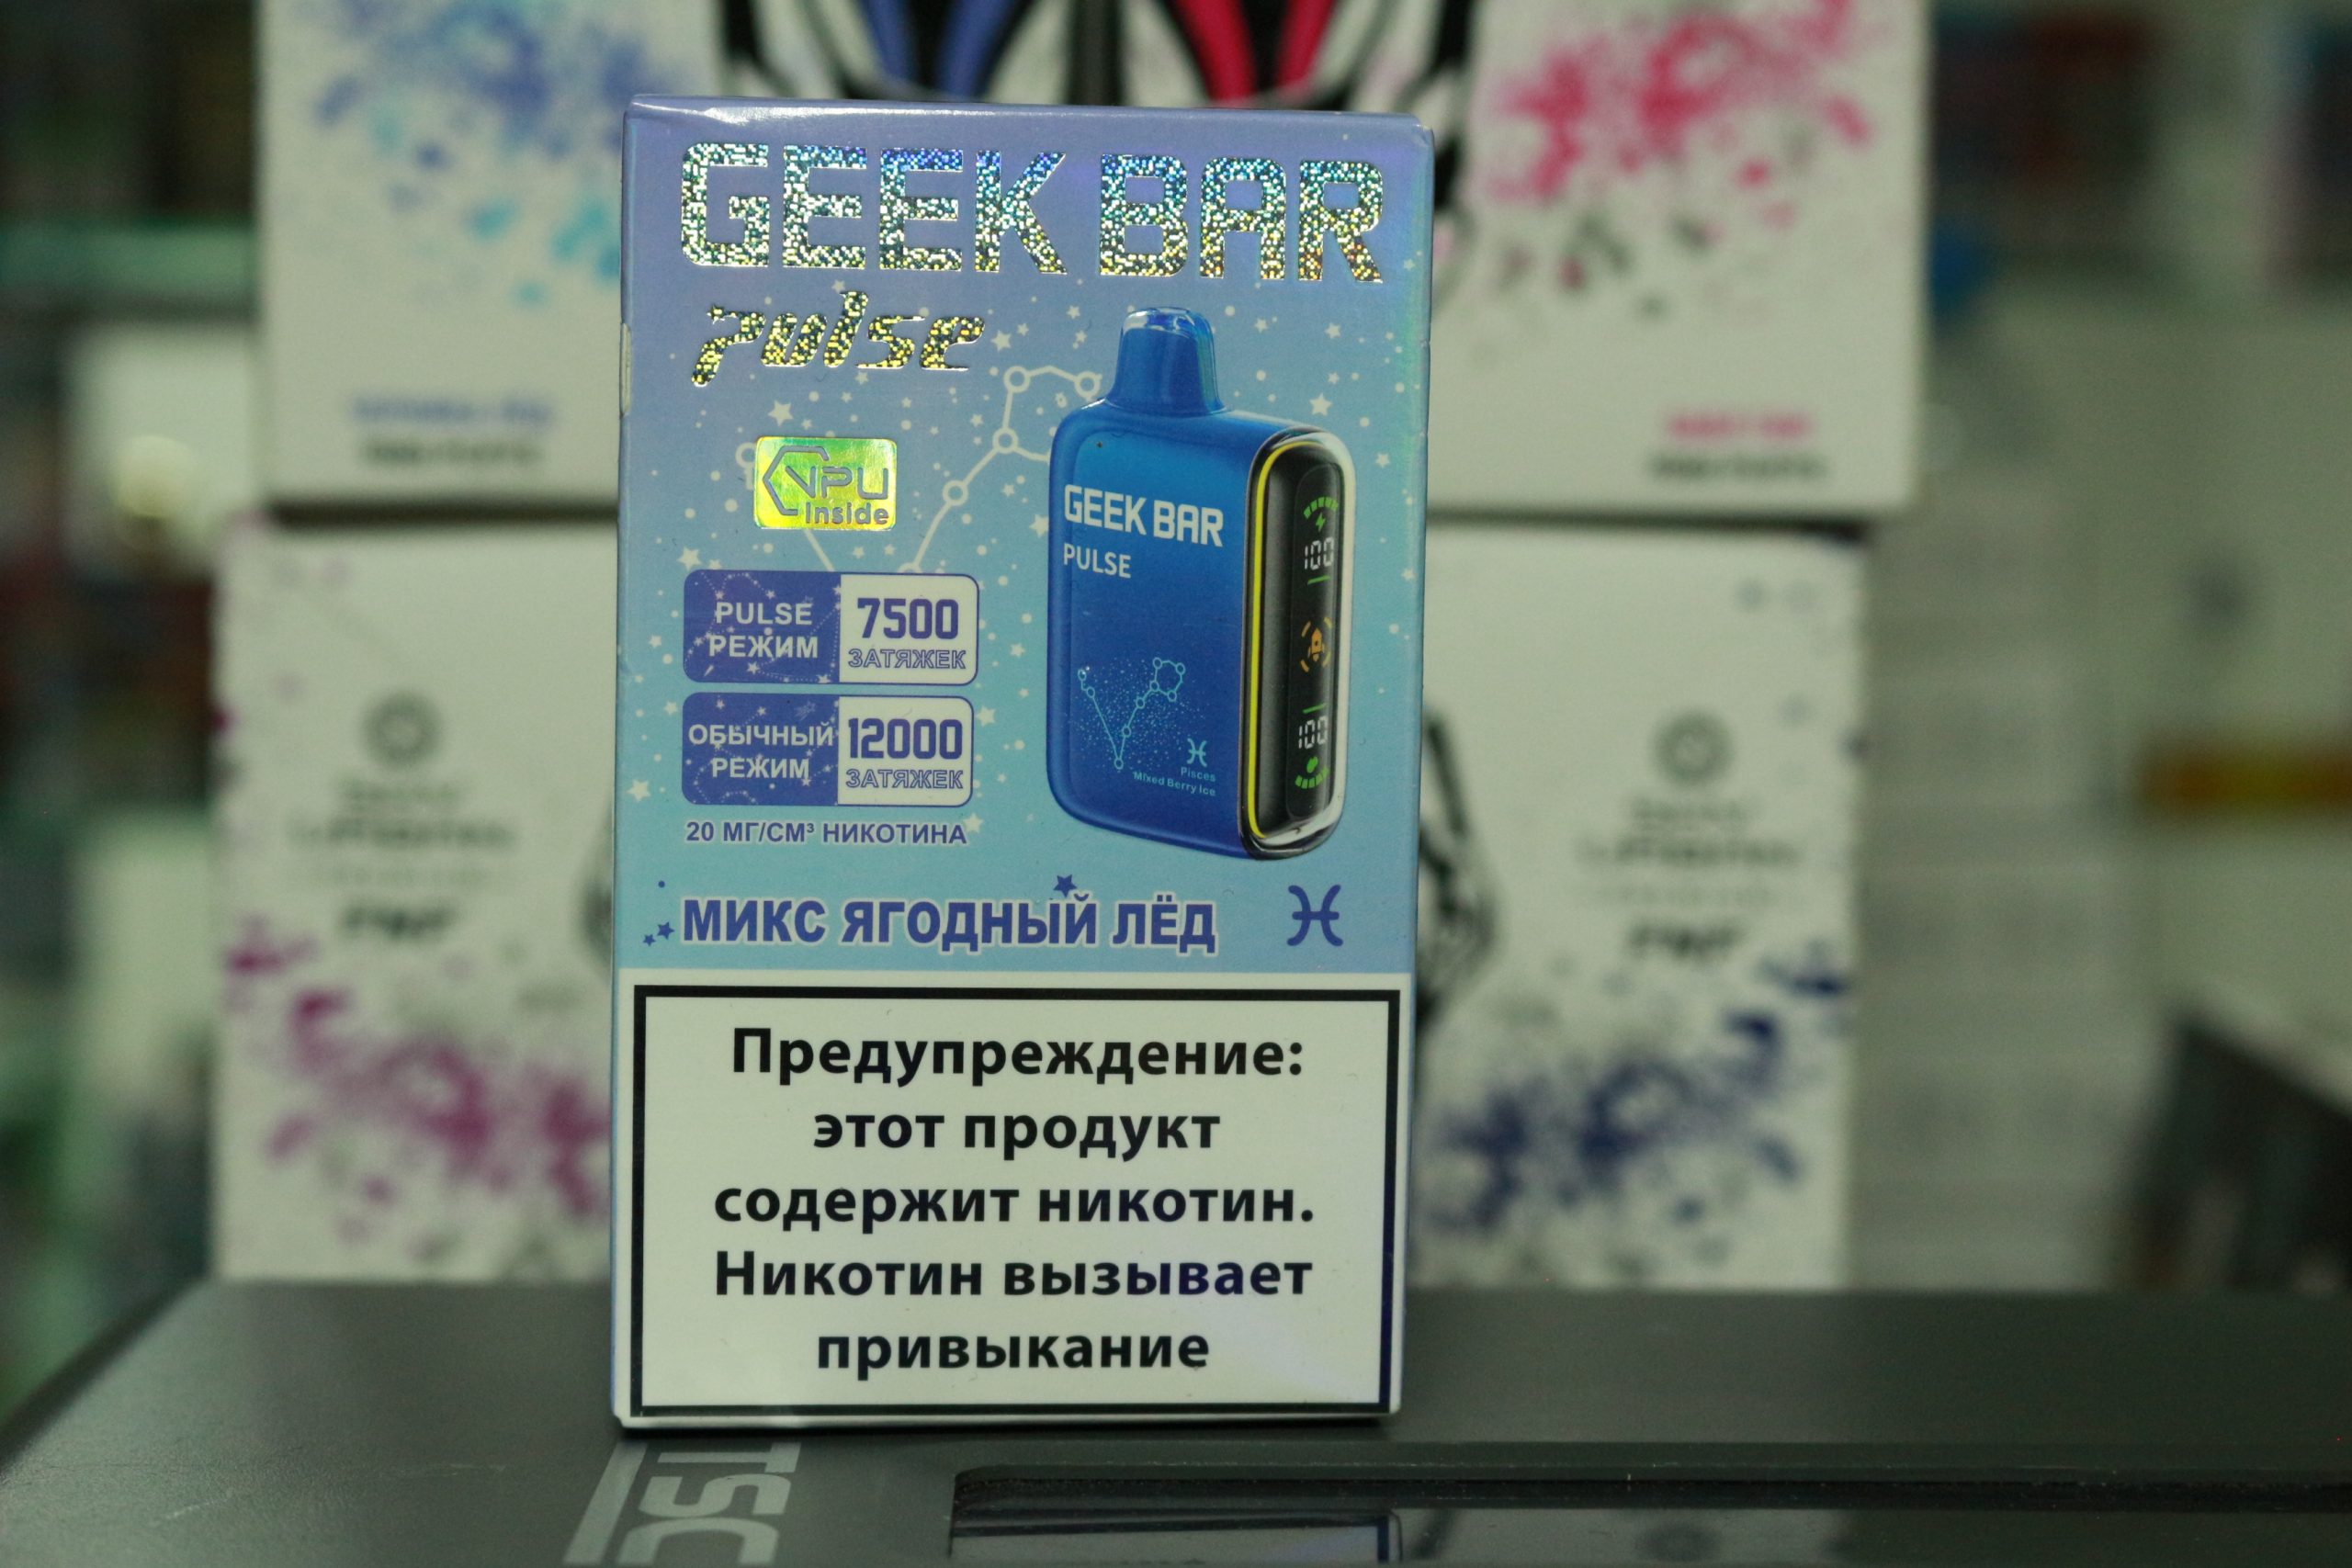 GEEK BAR
pulse
VPU
inside
GEEK BAR
PULSE
100
100
Pisces
Mixed Berry Ice
PULSE
РЕЖИМ
7500
ЗАТЯЖЕК
ОБЫЧНЫЙ
РЕЖИМ
12000
ЗАТЯЖЕК
20 МГ/СМ³ НИКОТИНА
МИКС ЯГОДНЫЙ ЛЁД
Предупреждение:
этот продукт
содержит никотин.
Никотин вызывает
привыкание